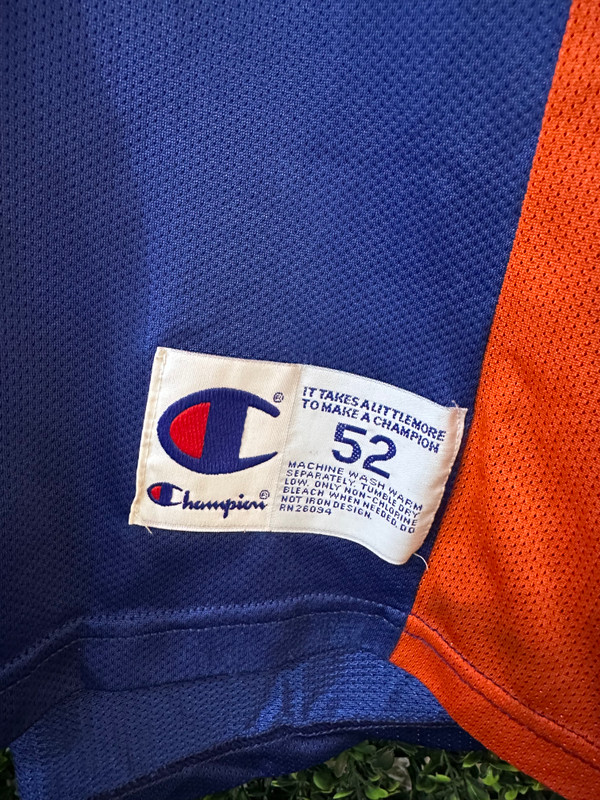 ®
Champion®
IT TAKES A LITTLE MORE
TO MAKE A CHAMPION
52
MACHINE WASH WARM
SEPARATELY. TUMBLE DRY
LOW. ONLY NON-CHLORINE
BLEACH WHEN NEEDED. DO
NOT IRON DESIGN.
RN26094